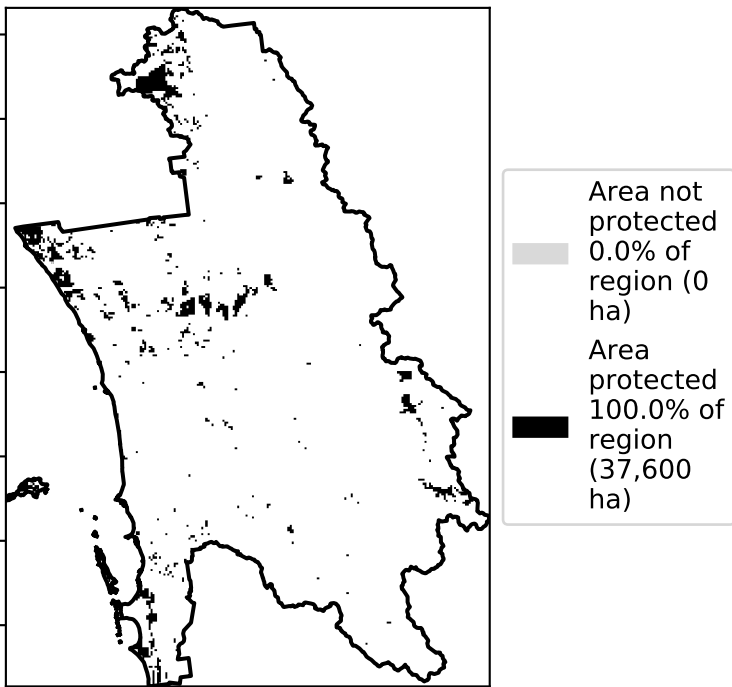 Area not
protected
0.0% of
region (0
ha)
Area
protected
100.0% of
region
(37,600
ha)